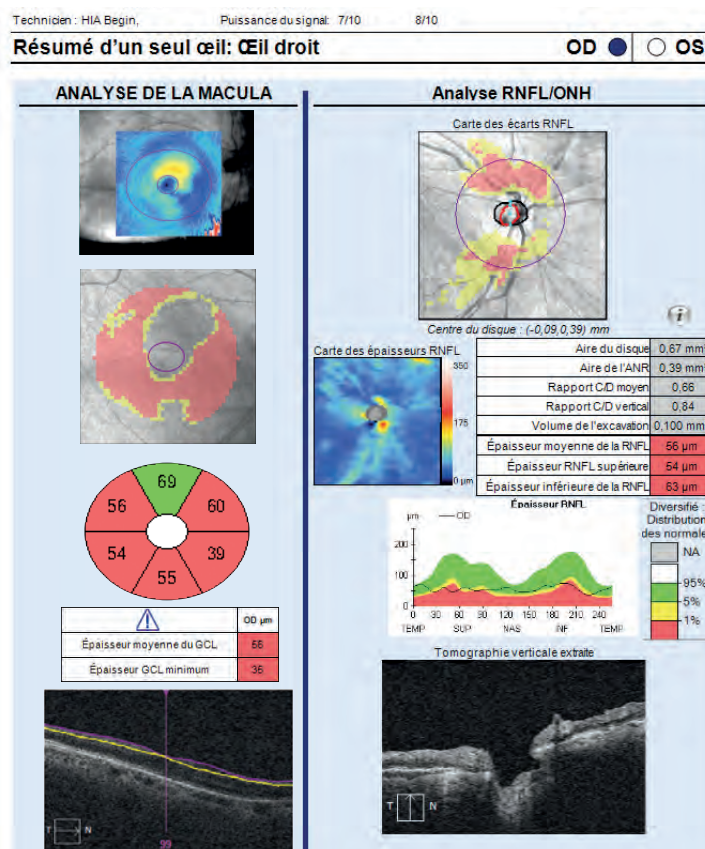 Technicien : HIA Begin, Puissance du signal: 7/10 8/10
Résumé d'un seul œil: Œil droit OD OS
ANALYSE DE LA MACULA
69
56 60
54 39
55
OD µm
Épaisseur moyenne du GCL 56
Épaisseur GCL minimum 36
T N
99
Analyse RNFL/ONH
Carte des écarts RNFL
Centre du disque : (-0,09,0,39) mm
Carte des épaisseurs RNFL
350
175
0 µm
Aire du disque 0,67 mm
Aire de l'ANR 0,39 mm
Rapport C/D moyen 0,66
Rapport C/D vertical 0,84
Volume de l'excavation 0,100 mm
Épaisseur moyenne de la RNFL 56 µm
Épaisseur RNFL supérieure 54 µm
Épaisseur inférieure de la RNFL 63 µm
Épaisseur RNFL
µm OD
200
100
0
0 30 60 90 120 150 180 210 240
TEMP SUP NAS INF TEMP
Diversifié :
Distribution
des normale
NA
95%
5%
1%
Tomographie verticale extraite
T N